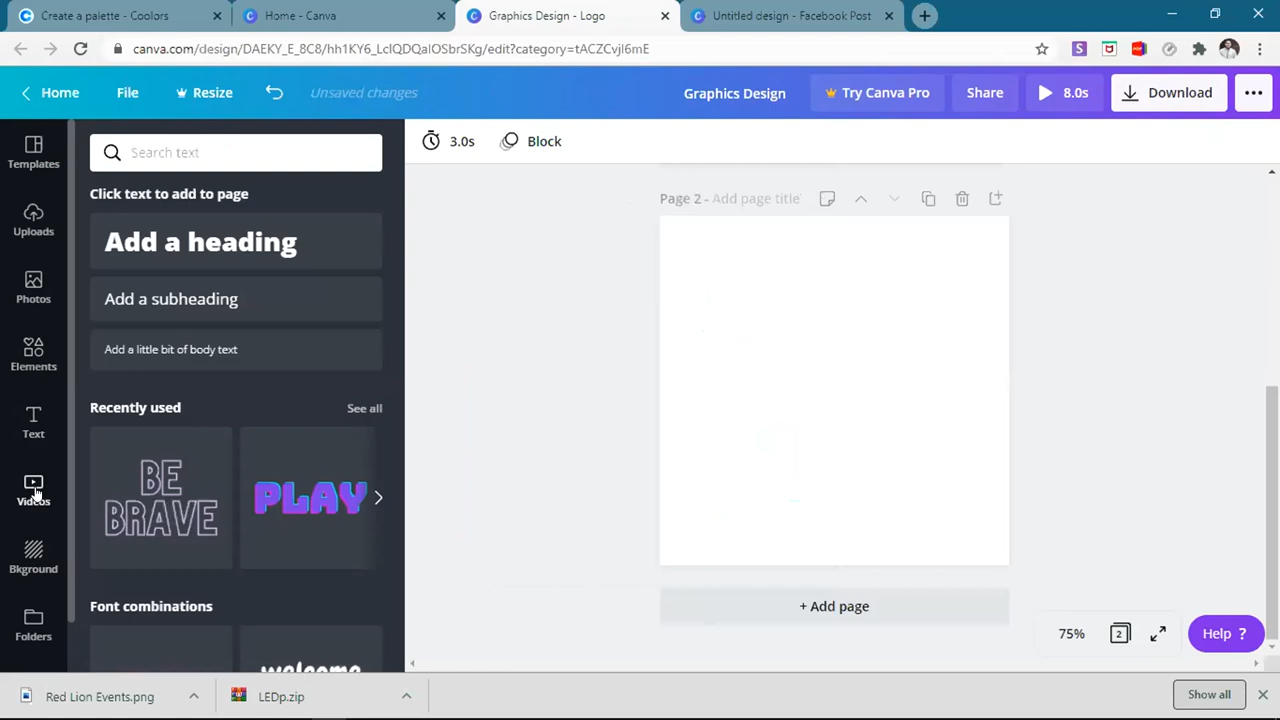 Create a palette - Coolors
Home - Canva
Graphics Design - Logo
Untitled design - Facebook Post
canva.com/design/DAEKY_E_8C8/hh1KY6_LcIQDQaIOSbrSKg/edit?category=tACZCvjI6mE
Home
File
Resize
Unsaved changes
Graphics Design
Try Canva Pro
Share
8.0s
Download
Templates
Search text
3.0s
Block
Click text to add to page
Page 2 - Add page title
Uploads
Add a heading
Photos
Add a subheading
Elements
Add a little bit of body text
Text
Recently used
See all
Videos
BE
BRAVE
PLAY
Bkground
Font combinations
+ Add page
Folders
75%
2
Help ?
welcome
Red Lion Events.png
LEDp.zip
Show all